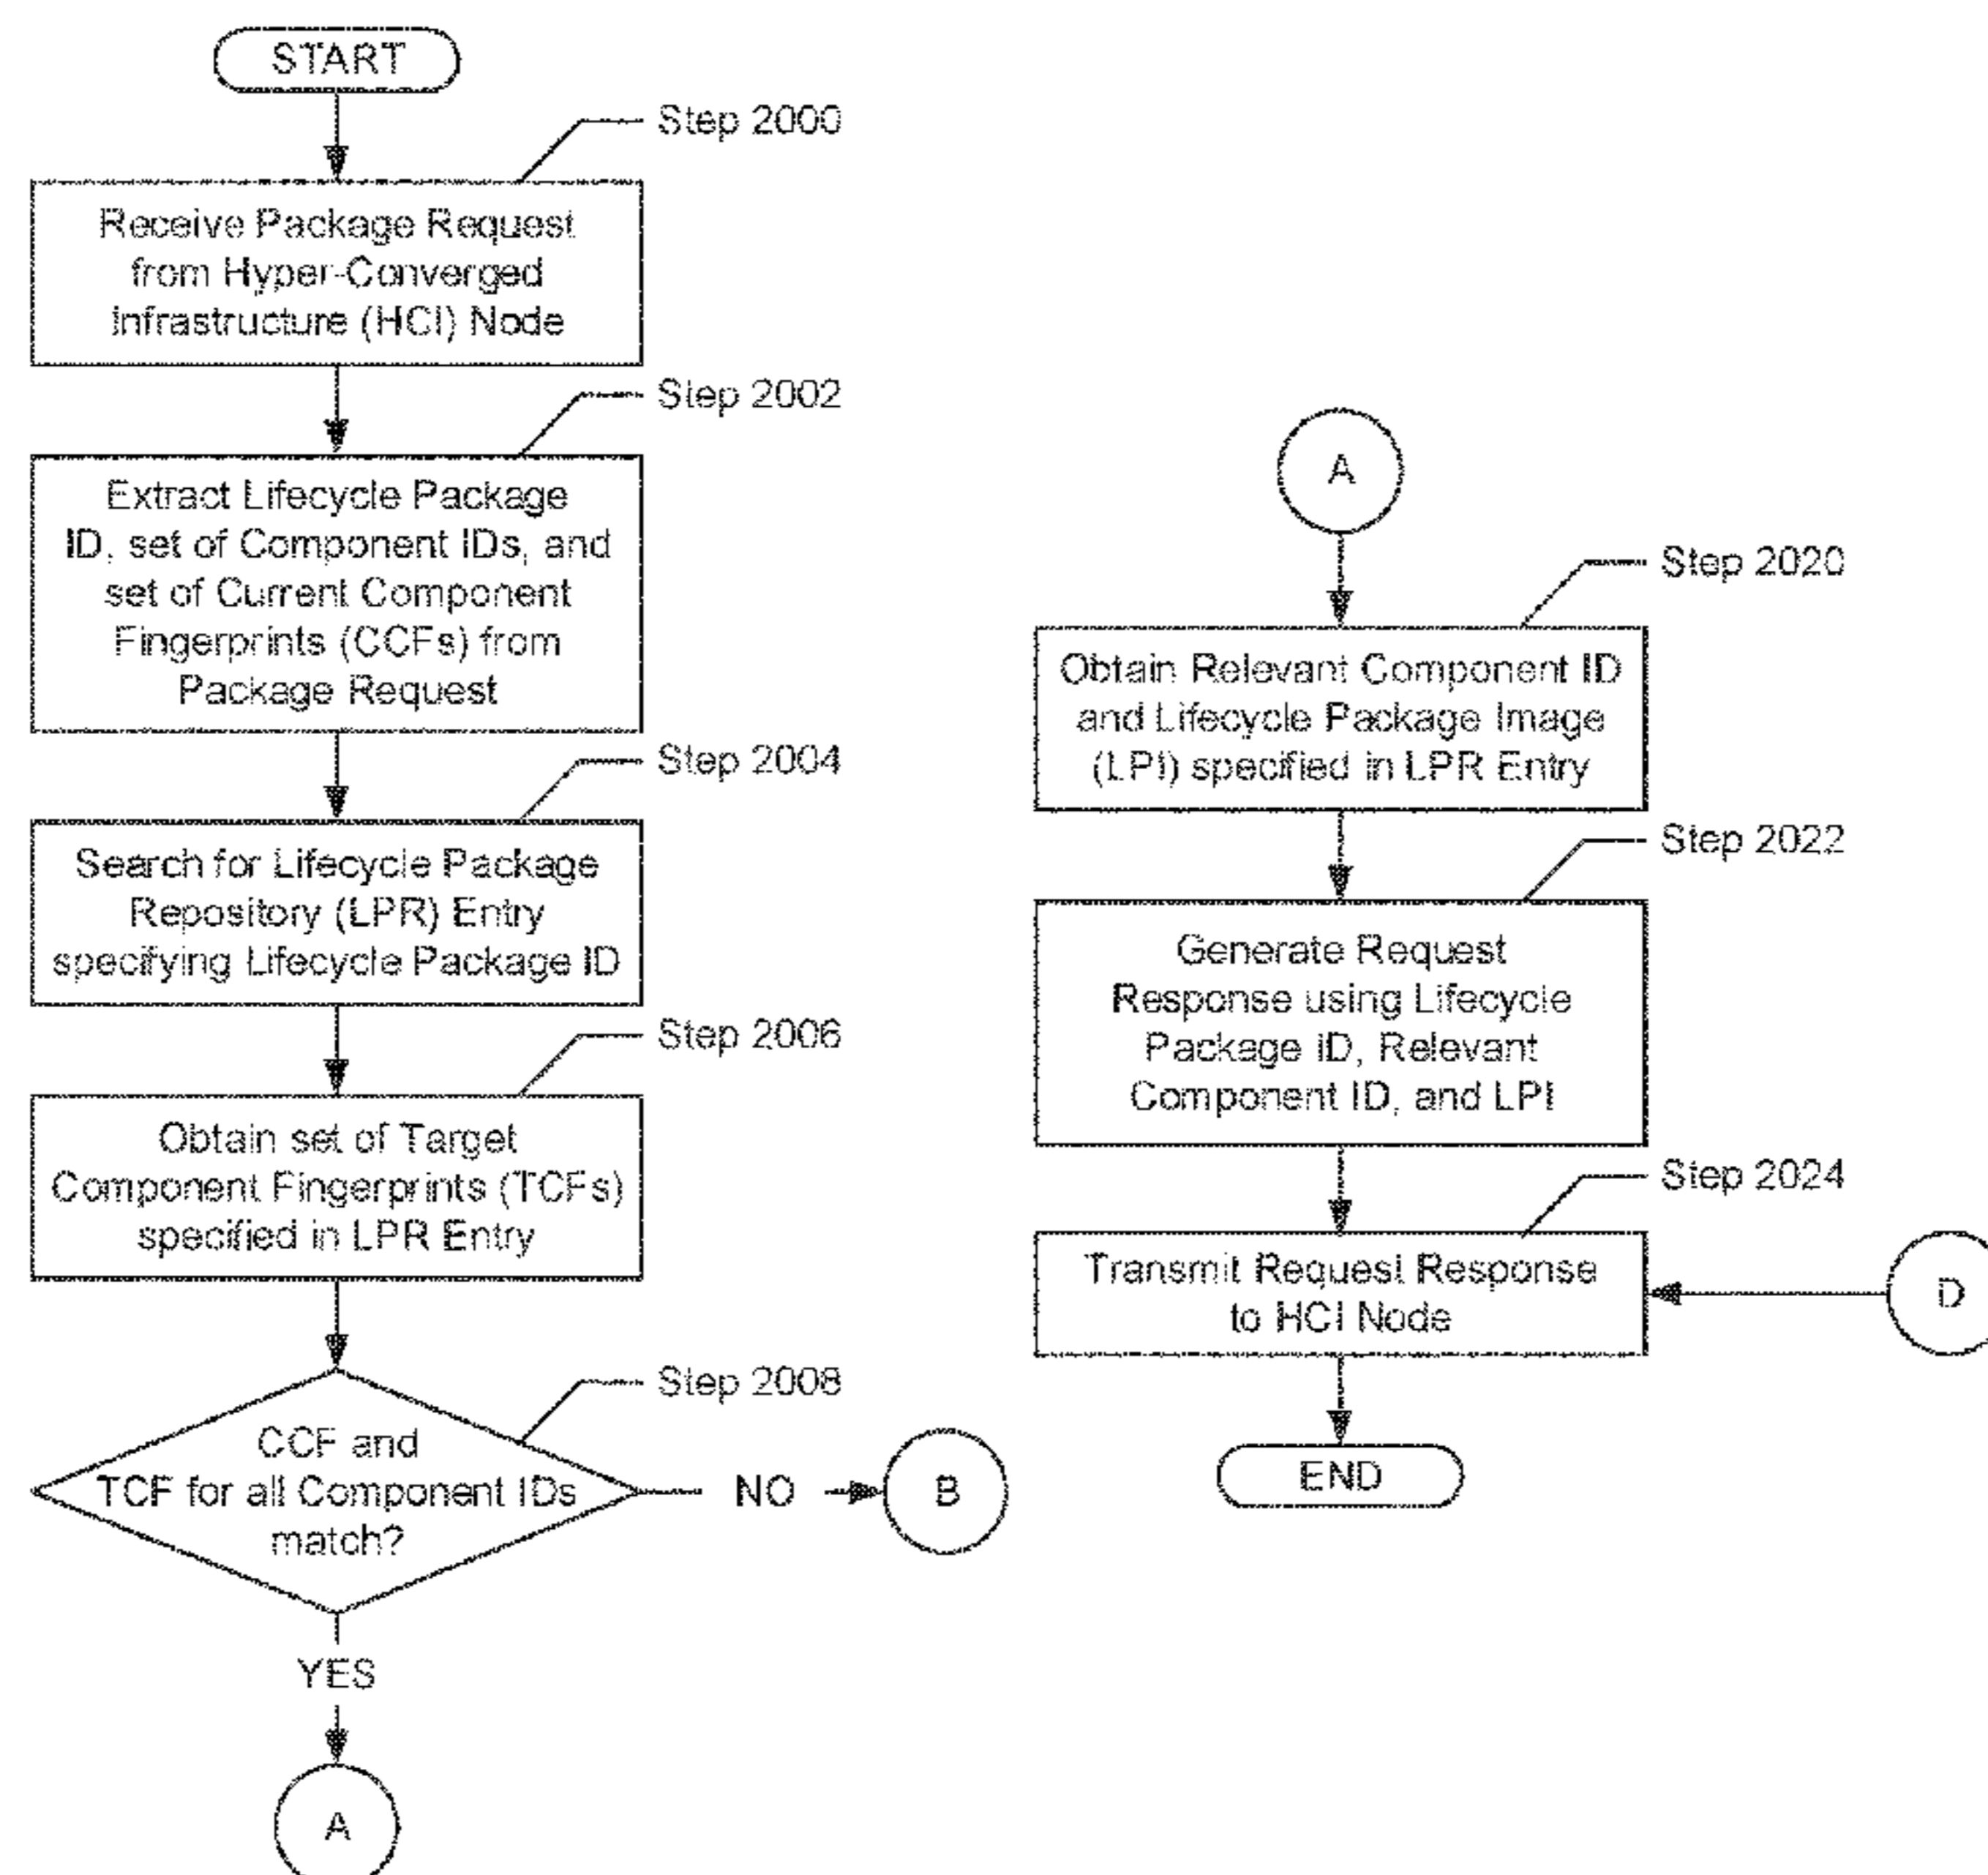 START
Step 2000
Receive Package Request
from Hyper-Converged
Infrastructure (HCI) Node
Step 2002
Extract Lifecycle Package
ID, set of Component IDs, and
set of Current Component
Fingerprints (CCFs) from
Package Request
Step 2004
Search for Lifecycle Package
Repository (LPR) Entry
specifying Lifecycle Package ID
Step 2006
Obtain set of Target
Component Fingerprints (TCFs)
specified in LPR Entry
Step 2008
CCF and
TCF for all Component IDs
match?
NO
B
YES
A
A
Step 2020
Obtain Relevant Component ID
and Lifecycle Package Image
(LPI) specified in LPR Entry
Step 2022
Generate Request
Response using Lifecycle
Package ID, Relevant
Component ID, and LPI
Step 2024
Transmit Request Response
to HCI Node
D
END